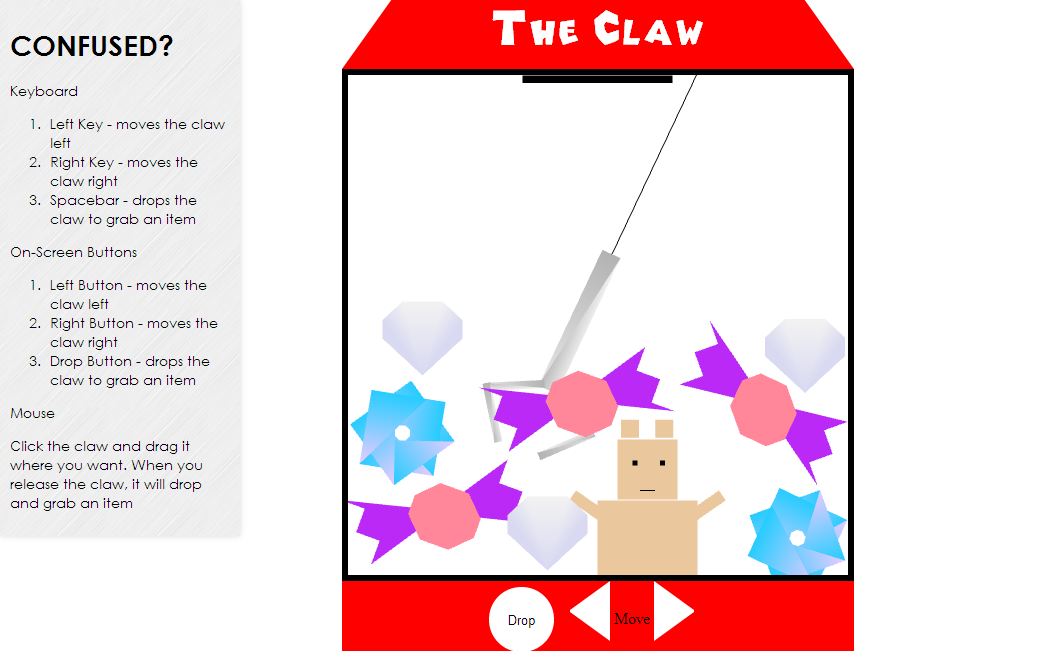 THE CLAW
CONFUSED?
Keyboard
1. Left Key - moves the claw
left
2. Right Key - moves the
claw right
3. Spacebar - drops the
claw to grab an item
On-Screen Buttons
1. Left Button - moves the
claw left
2. Right Button - moves the
claw right
3. Drop Button - drops the
claw to grab an item
Mouse
Click the claw and drag it
where you want. When you
release the claw, it will drop
and grab an item
Drop
Move